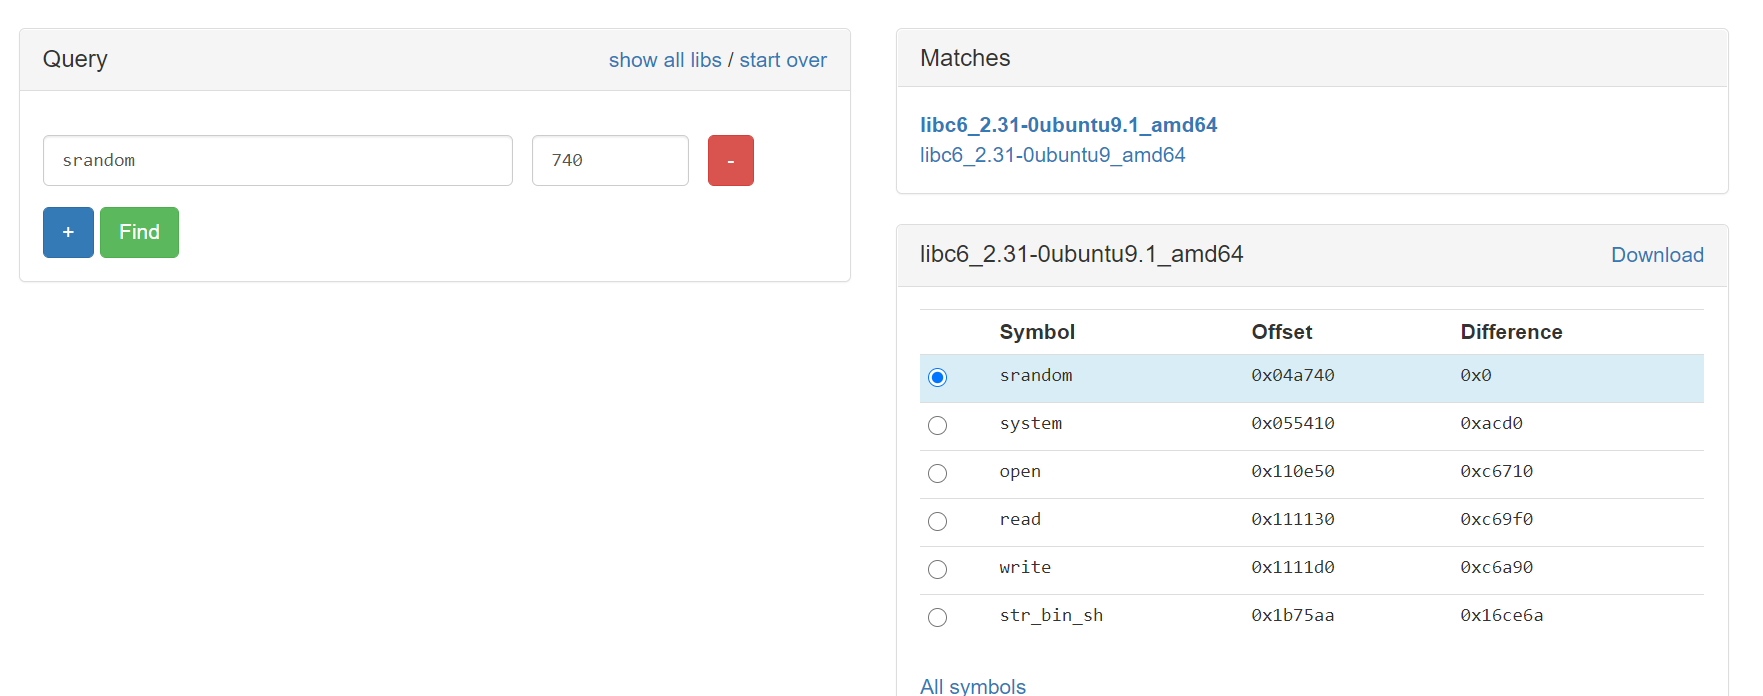 Query show all libs / start over
srandom 740 -
+ Find
Matches
libc6_2.31-0ubuntu9.1_amd64
libc6_2.31-0ubuntu9_amd64
libc6_2.31-0ubuntu9.1_amd64 Download
Symbol Offset Difference
srandom 0x04a740 0x0
system 0x055410 0xacd0
open 0x110e50 0xc6710
read 0x111130 0xc69f0
write 0x1111d0 0xc6a90
str_bin_sh 0x1b75aa 0x16ce6a
All symbols